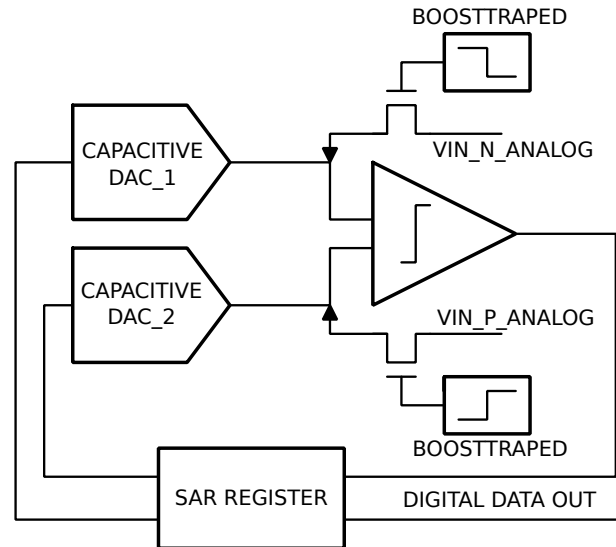 BOOSTTRAPED
CAPACITIVE
DAC_1
VIN_N_ANALOG
CAPACITIVE
DAC_2
VIN_P_ANALOG
BOOSTTRAPED
SAR REGISTER
DIGITAL DATA OUT